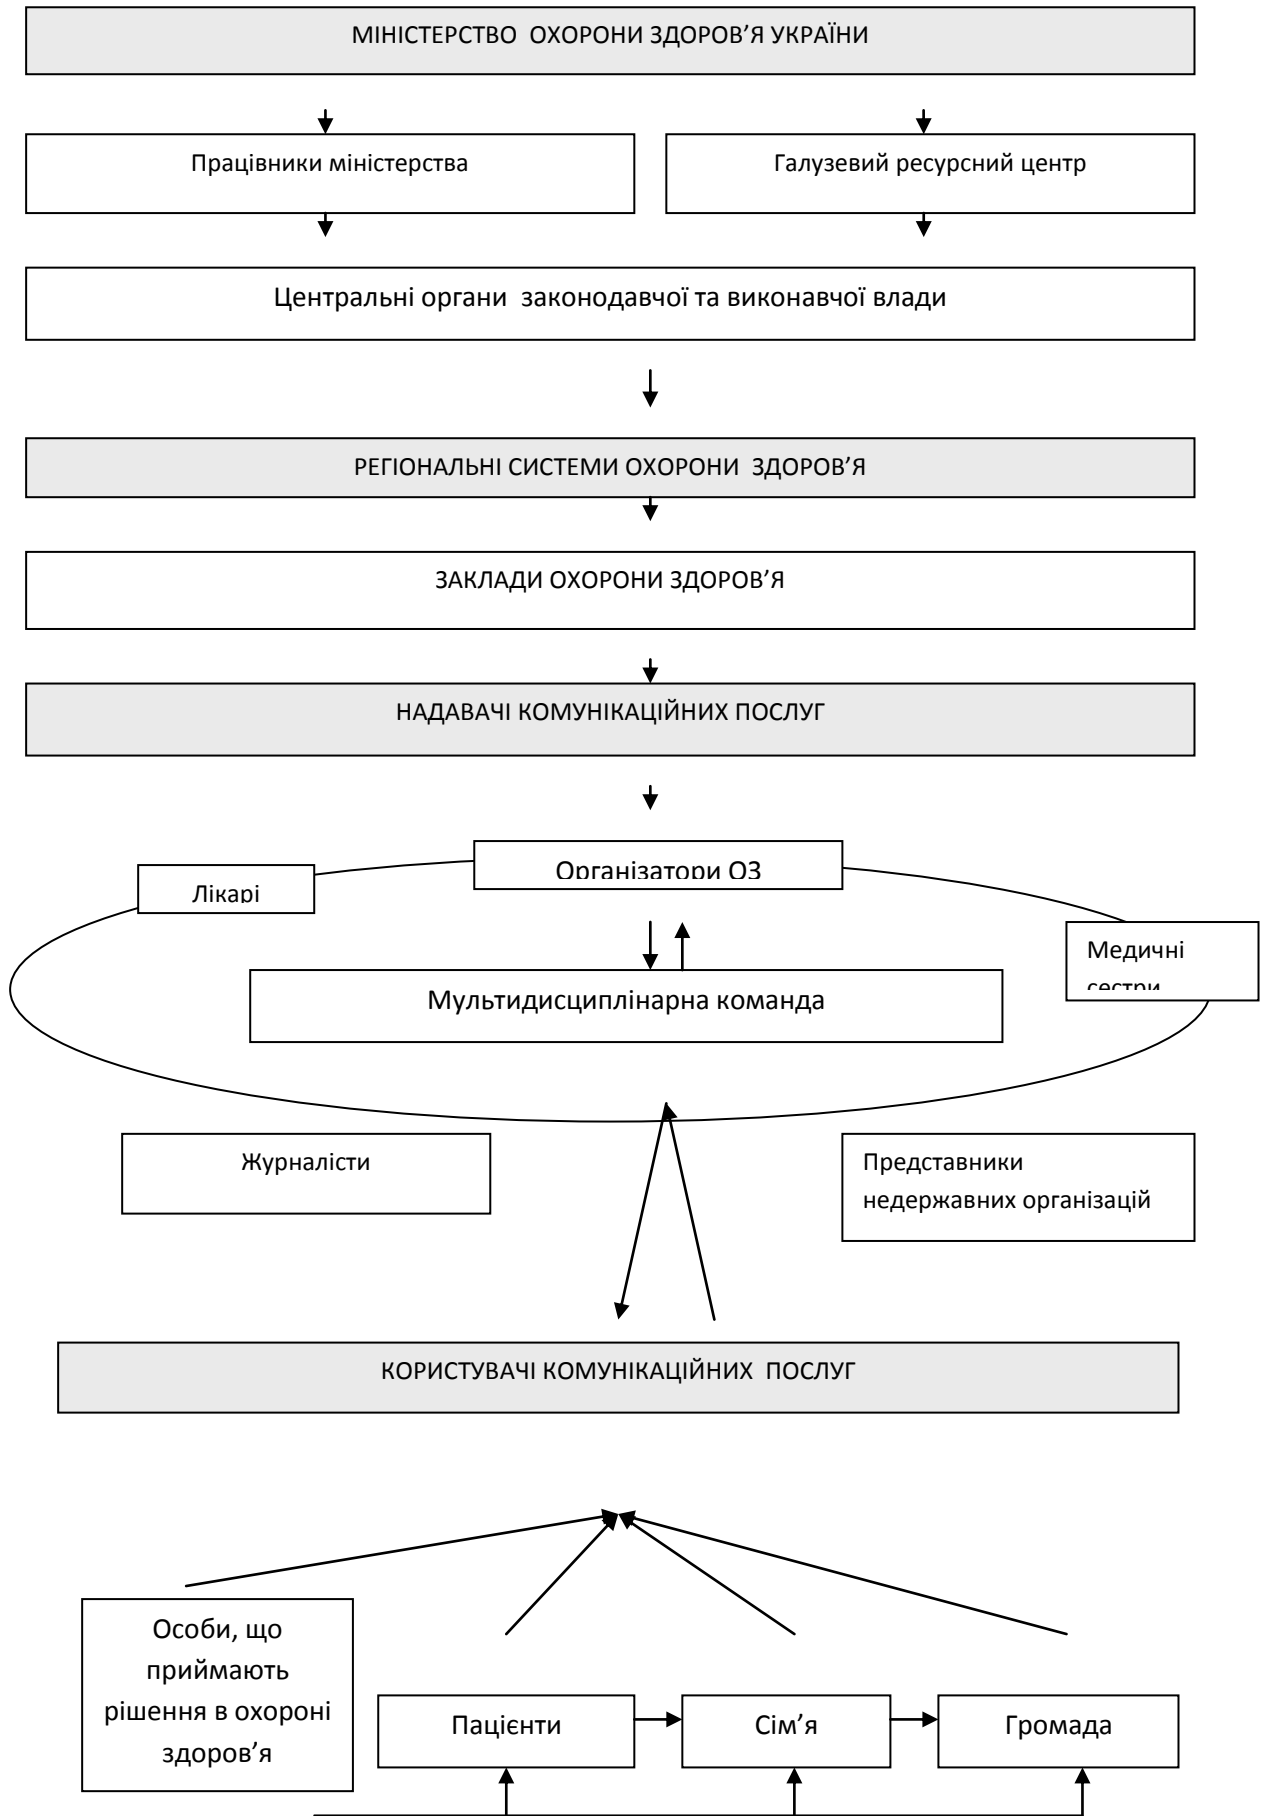 МІНІСТЕРСТВО ОХОРОНИ ЗДОРОВ’Я УКРАЇНИ
Працівники міністерства
Галузевий ресурсний центр
Центральні органи законодавчої та виконавчої влади
РЕГІОНАЛЬНІ СИСТЕМИ ОХОРОНИ ЗДОРОВ’Я
ЗАКЛАДИ ОХОРОНИ ЗДОРОВ’Я
НАДАВАЧІ КОМУНІКАЦІЙНИХ ПОСЛУГ
Організатори ОЗ
Лікарі
Медичні
сестри
Мультидисциплінарна команда
Журналісти
Представники
недержавних організацій
КОРИСТУВАЧІ КОМУНІКАЦІЙНИХ ПОСЛУГ
Особи, що
приймають
рішення в охороні
здоров’я
Пацієнти
Сім’я
Громада